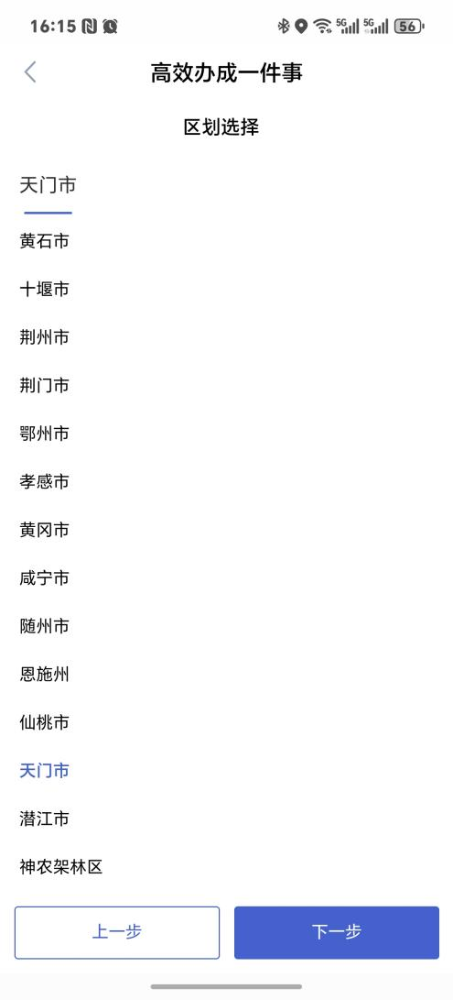 16:15
5G 5G 56
高效办成一件事
区划选择
天门市
黄石市
十堰市
荆州市
荆门市
鄂州市
孝感市
黄冈市
咸宁市
随州市
恩施州
仙桃市
天门市
潜江市
神农架林区
上一步 下一步